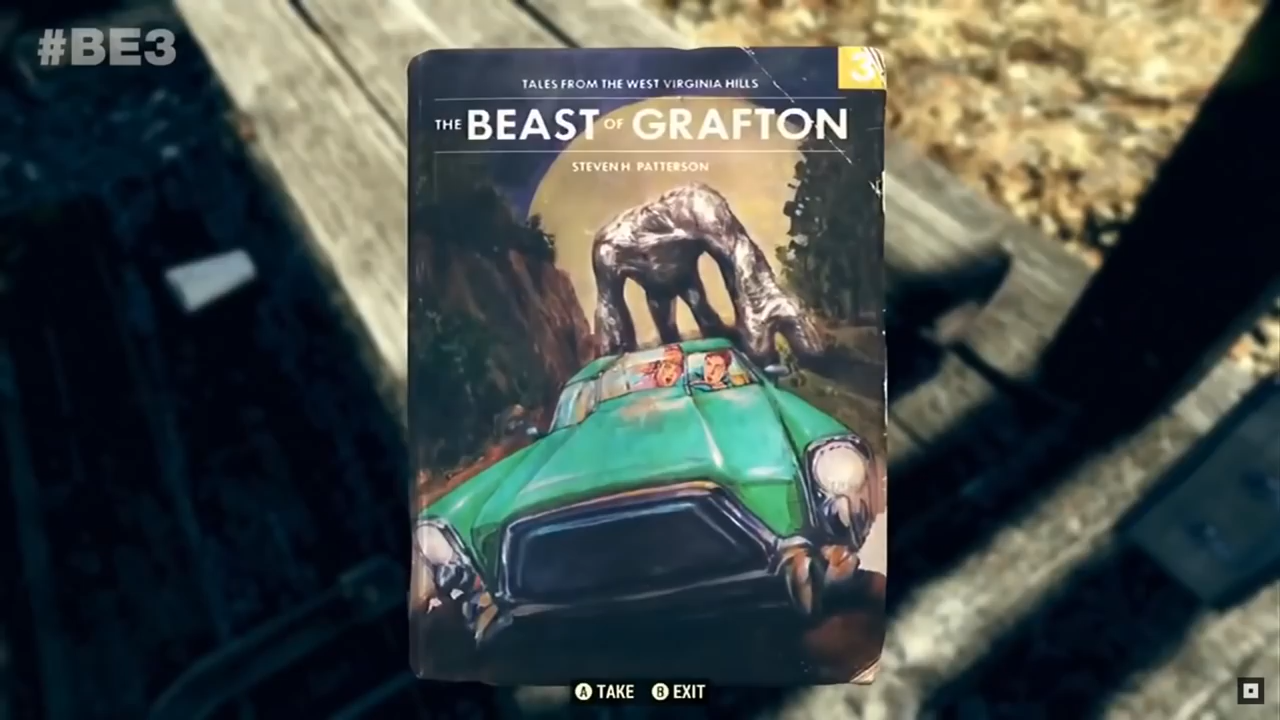 #BE3
3
TALES FROM THE WEST VIRGINIA HILLS
THE BEAST OF GRAFTON
STEVEN H. PATTERSON
A TAKE B EXIT